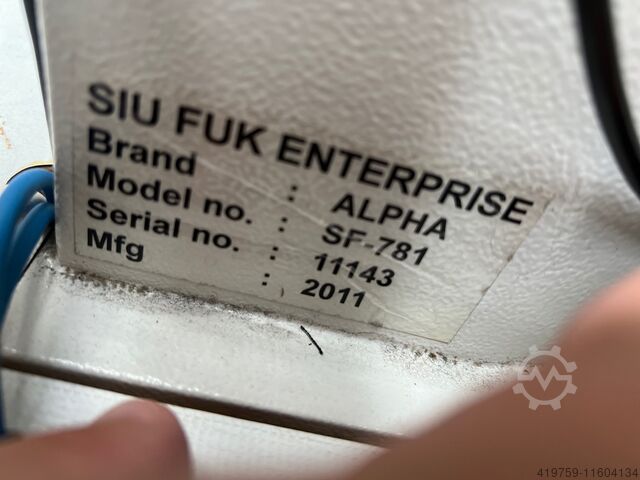 SIU FUK ENTERPRISE
Brand : ALPHA
Model no. : SF-781
Serial no. : 11143
Mfg : 2011
419759-11604134